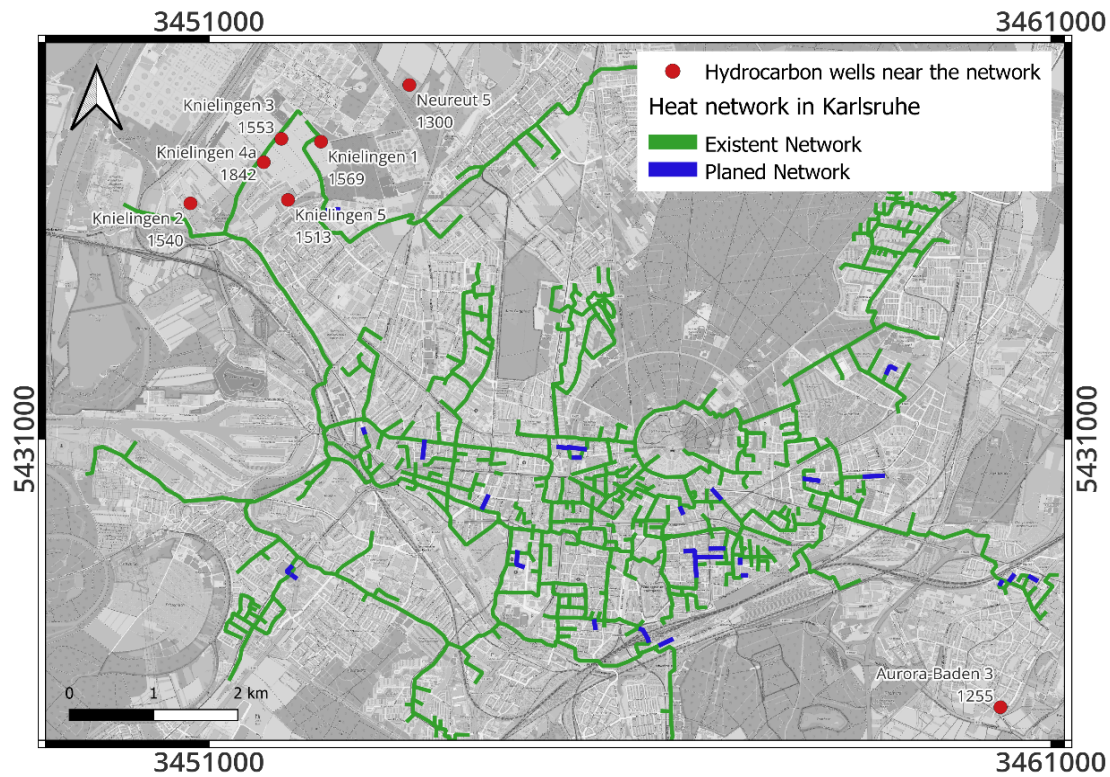 3451000
3461000
Hydrocarbon wells near the network
Heat network in Karlsruhe
Existent Network
Planed Network
Neureut 5
1300
Knielingen 3
1553
Knielingen 4a
1842
Knielingen 1
1569
Knielingen 2
1540
Knielingen 5
1513
5431000
5431000
Aurora-Baden 3
1255
0
1
2 km
3451000
3461000